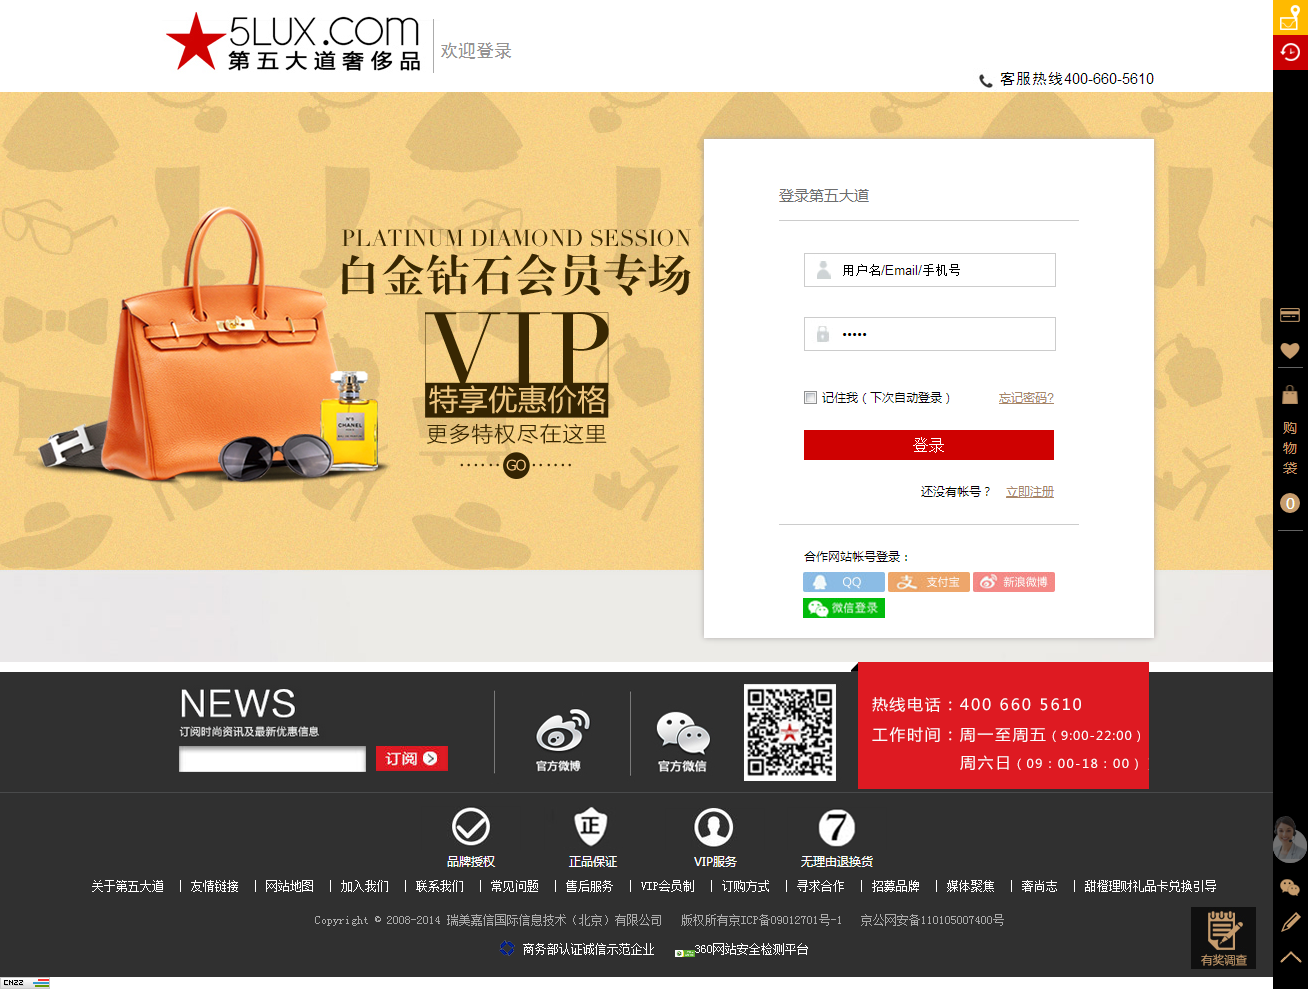 5LUX.COM
第五大道奢侈品
欢迎登录
客服热线400-660-5610
登录第五大道
PLATINUM DIAMOND SESSION
白金钻石会员专场
VIP
特享优惠价格
更多特权尽在这里
······GO······
N°5
CHANEL
用户名/Email/手机号
•••••
记住我（下次自动登录）
忘记密码?
登录
还没有帐号？ 立即注册
合作网站帐号登录：
QQ
支付宝
新浪微博
微信登录
购物袋
0
NEWS
订阅时尚资讯及最新优惠信息
订阅
官方微博
官方微信
热线电话：400 660 5610
工作时间：周一至周五（9:00-22:00）
周六日（09：00-18：00）
正
7
品牌授权
正品保证
VIP服务
无理由退换货
关于第五大道 | 友情链接 | 网站地图 | 加入我们 | 联系我们 | 常见问题 | 售后服务 | VIP会员制 | 订购方式 | 寻求合作 | 招募品牌 | 媒体聚焦 | 奢尚志 | 甜橙理财礼品卡兑换引导
Copyright © 2008-2014 瑞美嘉信国际信息技术（北京）有限公司 版权所有京ICP备09012701号-1 京公网安备110105007400号
商务部认证诚信示范企业
360网站安全检测平台
有奖调查
CNZZ